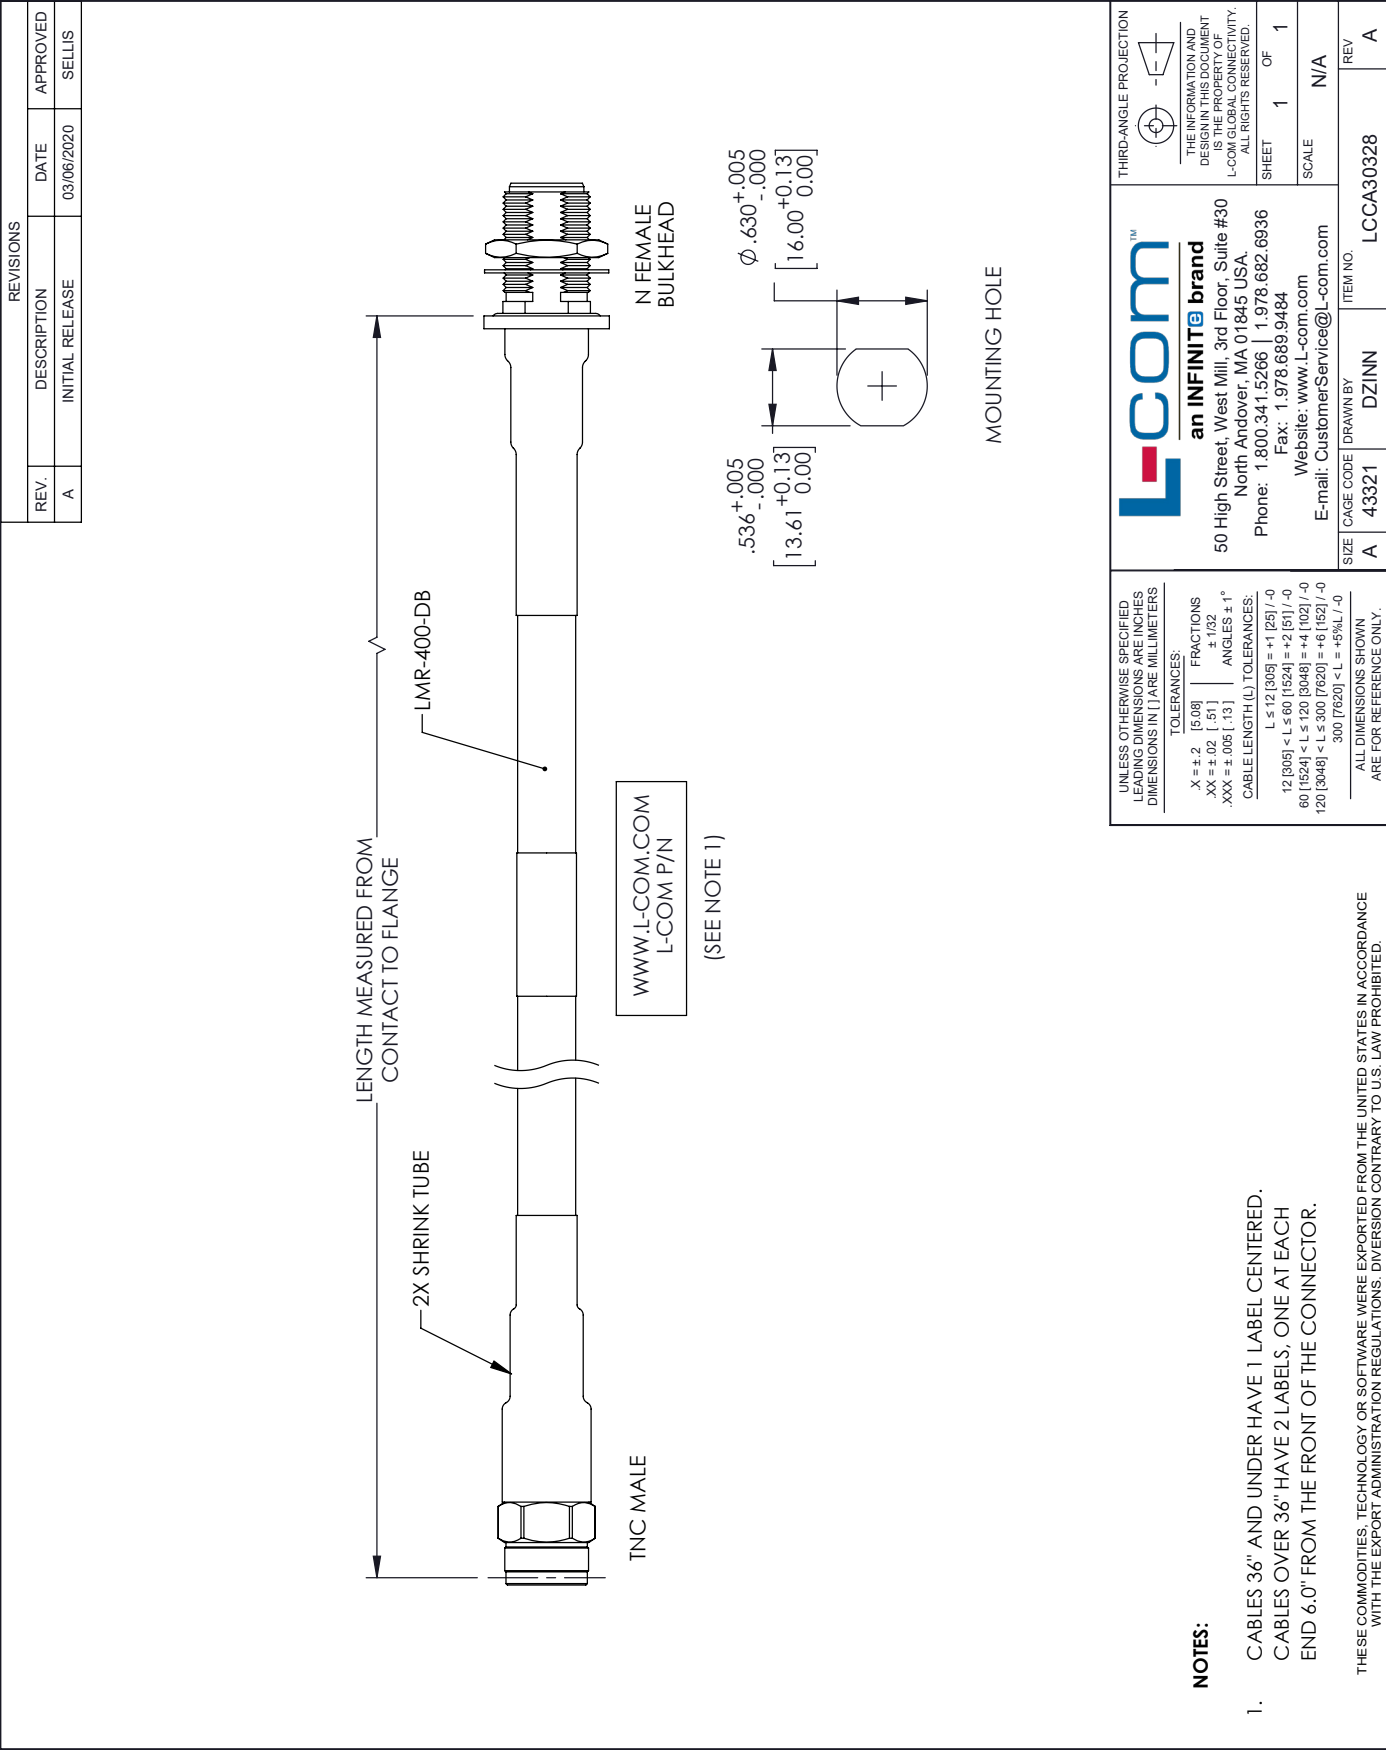 REVISIONS
REV. DESCRIPTION DATE APPROVED
A INITIAL RELEASE 03/06/2020 SELLIS
LENGTH MEASURED FROM
CONTACT TO FLANGE
2X SHRINK TUBE
LMR-400-DB
TNC MALE
N FEMALE
BULKHEAD
WWW.L-COM.COM
L-COM P/N
(SEE NOTE 1)
.536 +.005
-.000
[13.61 +0.13
0.00]
Ø.630 +.005
-.000
[16.00 +0.13
0.00]
MOUNTING HOLE
NOTES:
1. CABLES 36" AND UNDER HAVE 1 LABEL CENTERED.
CABLES OVER 36" HAVE 2 LABELS, ONE AT EACH
END 6.0" FROM THE FRONT OF THE CONNECTOR.
THESE COMMODITIES, TECHNOLOGY OR SOFTWARE WERE EXPORTED FROM THE UNITED STATES IN ACCORDANCE
WITH THE EXPORT ADMINISTRATION REGULATIONS. DIVERSION CONTRARY TO U.S. LAW PROHIBITED.
UNLESS OTHERWISE SPECIFIED
LEADING DIMENSIONS ARE INCHES
DIMENSIONS IN [ ] ARE MILLIMETERS
TOLERANCES:
.X = ±.2 [5.08] FRACTIONS
.XX = ±.02 [.51] ± 1/32
.XXX = ±.005 [.13] ANGLES ± 1°
CABLE LENGTH (L) TOLERANCES:
L ≤ 12 [305] = +1 [25] / -0
12 [305] < L ≤ 60 [1524] = +2 [51] / -0
60 [1524] < L ≤ 120 [3048] = +4 [102] / -0
120 [3048] < L ≤ 300 [7620] = +6 [152] / -0
300 [7620] < L = +5%L / -0
ALL DIMENSIONS SHOWN
ARE FOR REFERENCE ONLY.
L-com™
an INFINITe brand
50 High Street, West Mill, 3rd Floor, Suite #30
North Andover, MA 01845 USA.
Phone: 1.800.341.5266 | 1.978.682.6936
Fax: 1.978.689.9484
Website: www.L-com.com
E-mail: CustomerService@L-com.com
THIRD-ANGLE PROJECTION
THE INFORMATION AND
DESIGN IN THIS DOCUMENT
IS THE PROPERTY OF
L-COM GLOBAL CONNECTIVITY.
ALL RIGHTS RESERVED.
SHEET 1 OF 1
SCALE N/A
SIZE A
CAGE CODE 43321
DRAWN BY DZINN
ITEM NO. LCCA30328
REV A